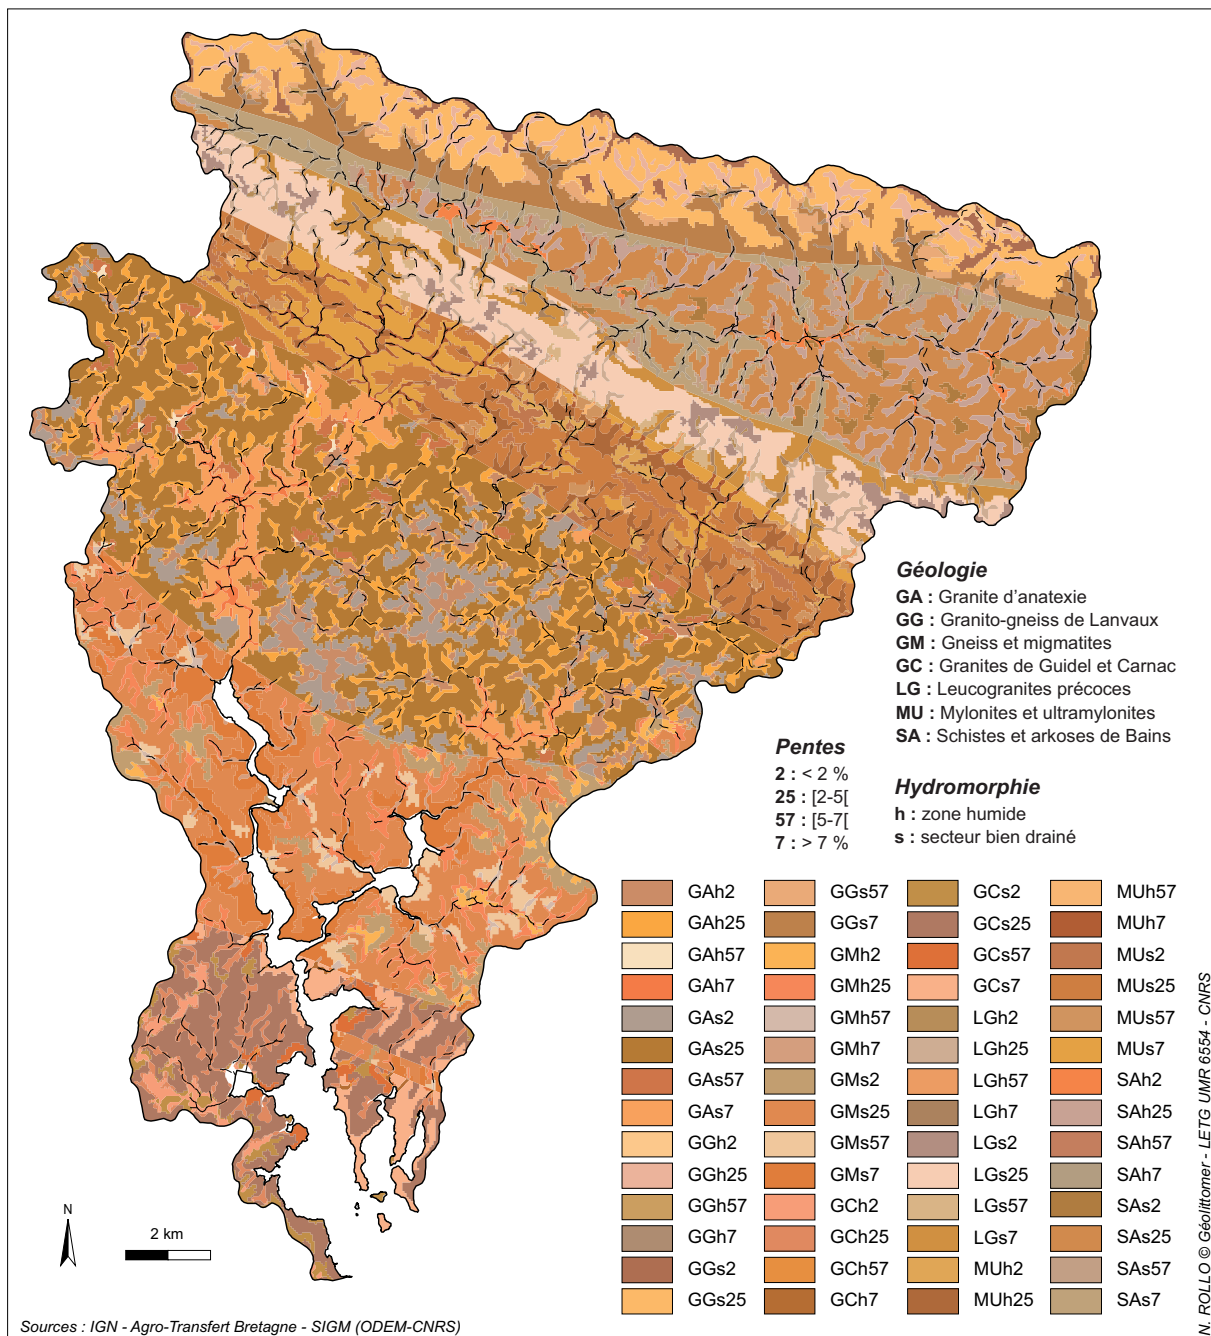 Géologie
GA : Granite d'anatexie
GG : Granito-gneiss de Lanvaux
GM : Gneiss et migmatites
GC : Granites de Guidel et Carnac
LG : Leucogranites précoces
MU : Mylonites et ultramylonites
SA : Schistes et arkoses de Bains
Pentes
2 : < 2 %
25 : [2-5[
57 : [5-7[
7 : > 7 %
Hydromorphie
h : zone humide
s : secteur bien drainé
GAh2
GAh25
GAh57
GAh7
GAs2
GAs25
GAs57
GAs7
GGh2
GGh25
GGh57
GGh7
GGs2
GGs25
GGs57
GGs7
GMh2
GMh25
GMh57
GMh7
GMs2
GMs25
GMs57
GMs7
GCh2
GCh25
GCh57
GCh7
GCs2
GCs25
GCs57
GCs7
LGh2
LGh25
LGh57
LGh7
LGs2
LGs25
LGs57
LGs7
MUh2
MUh25
MUh57
MUh7
MUs2
MUs25
MUs57
MUs7
SAh2
SAh25
SAh57
SAh7
SAs2
SAs25
SAs57
SAs7
N
2 km
Sources : IGN - Agro-Transfert Bretagne - SIGM (ODEM-CNRS)
N. ROLLO © Géolittomer - LETG UMR 6554 - CNRS